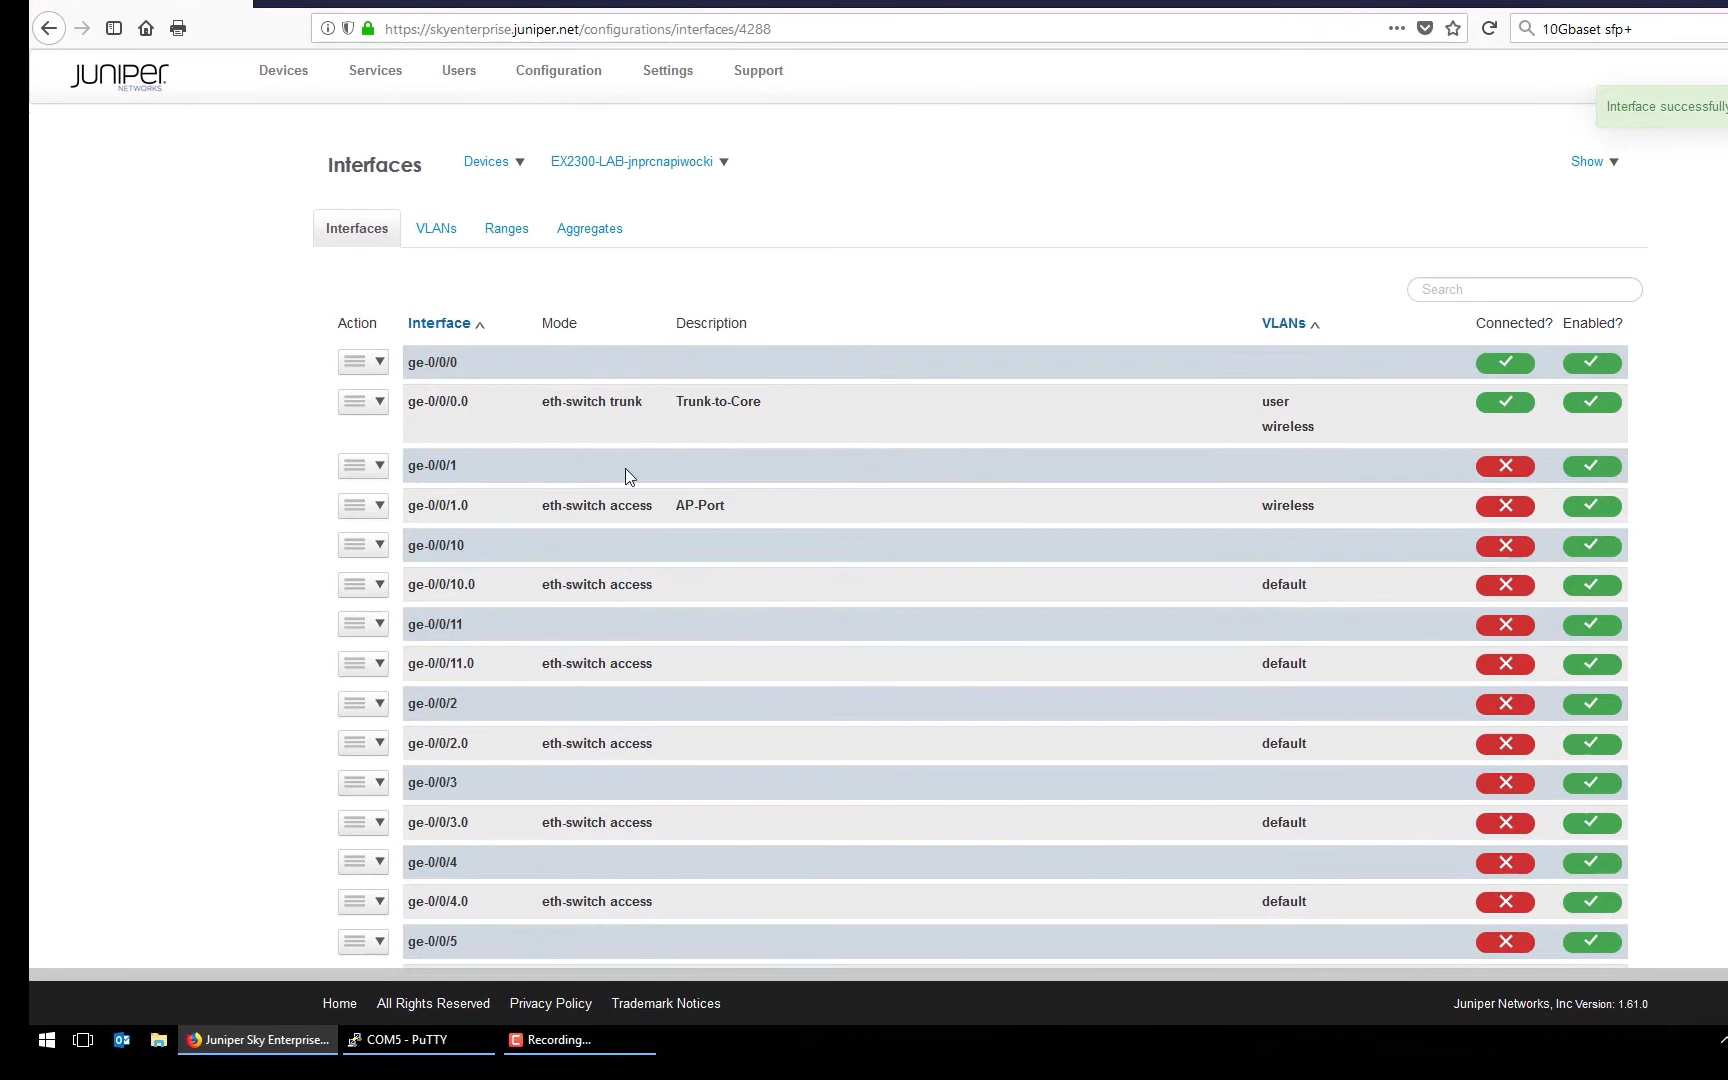 https://skyenterprise.juniper.net/configurations/interfaces/4288
10Gbaset sfp+
JUNIPEr
NETWORKS
Devices Services Users Configuration Settings Support
Interface successfully
Interfaces Devices EX2300-LAB-jnprcnapiwocki Show
Interfaces VLANs Ranges Aggregates
Search
Action Interface Mode Description VLANs Connected? Enabled?
ge-0/0/0
ge-0/0/0.0 eth-switch trunk Trunk-to-Core user
wireless
ge-0/0/1
ge-0/0/1.0 eth-switch access AP-Port wireless
ge-0/0/10
ge-0/0/10.0 eth-switch access default
ge-0/0/11
ge-0/0/11.0 eth-switch access default
ge-0/0/2
ge-0/0/2.0 eth-switch access default
ge-0/0/3
ge-0/0/3.0 eth-switch access default
ge-0/0/4
ge-0/0/4.0 eth-switch access default
ge-0/0/5
Home All Rights Reserved Privacy Policy Trademark Notices Juniper Networks, Inc Version: 1.61.0
Juniper Sky Enterprise... COM5 - PuTTY Recording...